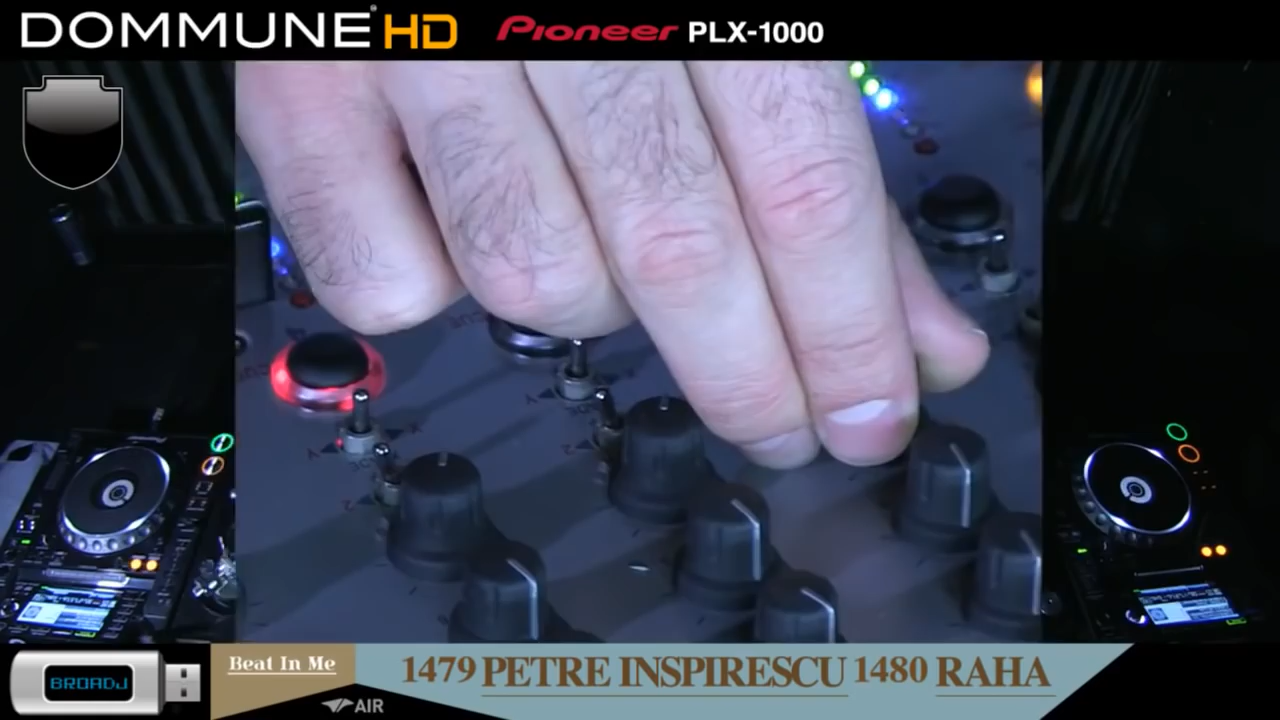 DOMMUNE HD Pioneer PLX-1000
BROADJ
Beat In Me
1479 PETRE INSPIRESCU 1480 RAHA
AIR